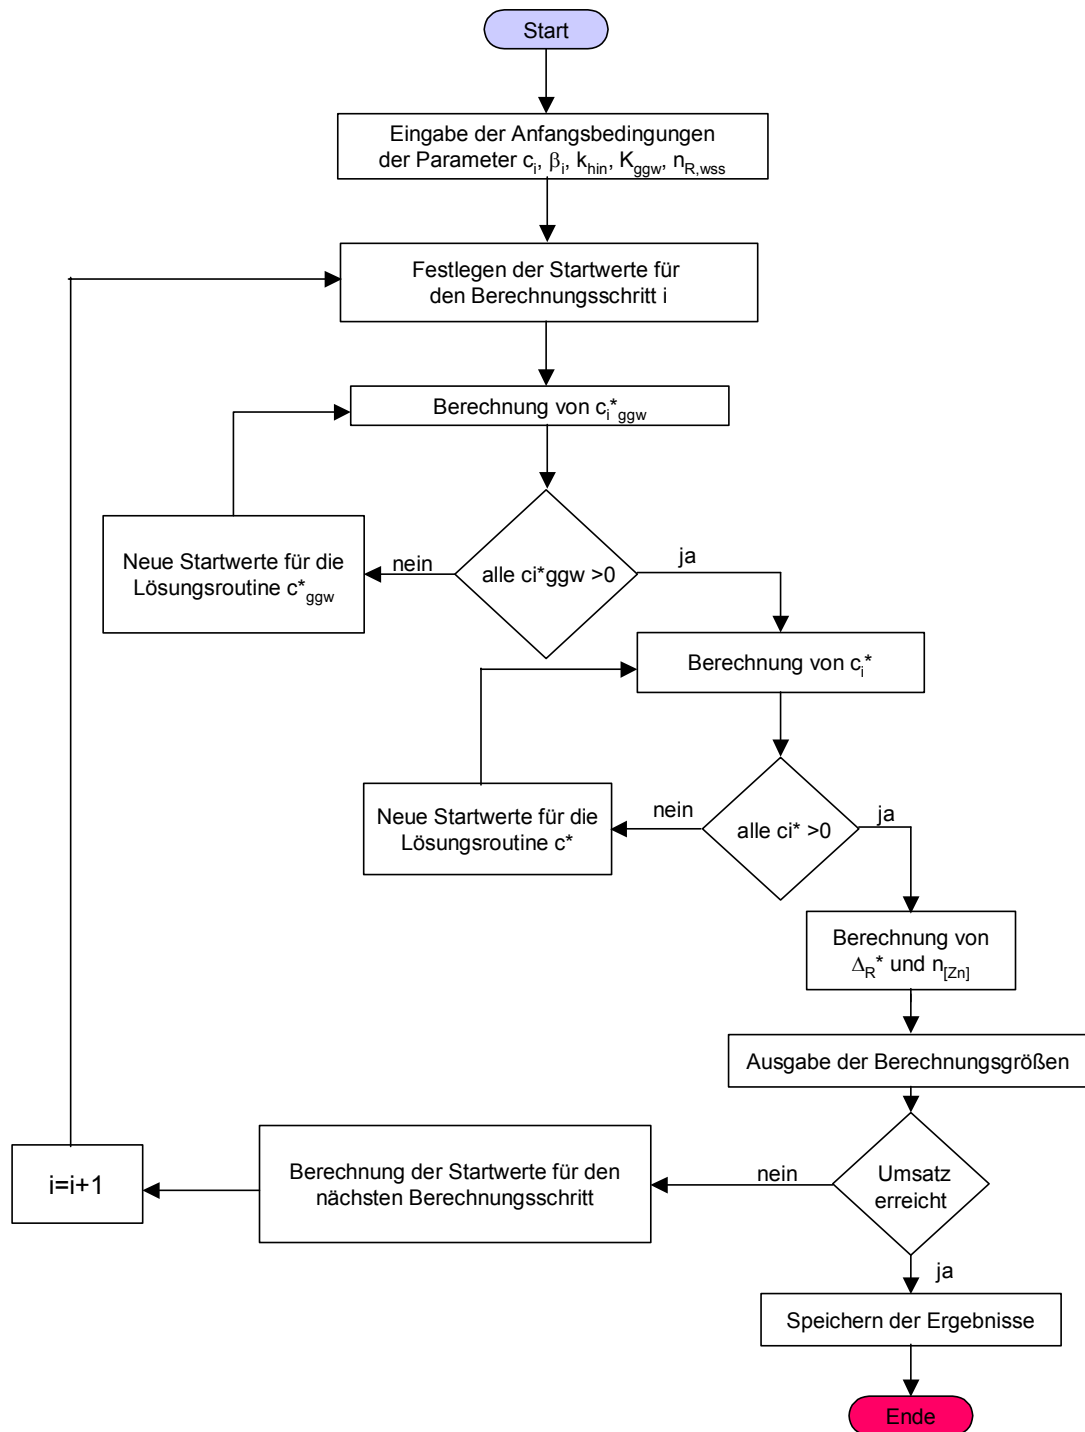 Start
Eingabe der Anfangsbedingungen
der Parameter c_i, β_i, k_hin, K_ggw, n_R,wss
Festlegen der Startwerte für
den Berechnungsschritt i
Berechnung von c_i*_ggw
Neue Startwerte für die
Lösungsroutine c*_ggw
nein
alle ci*ggw >0
ja
Berechnung von c_i*
Neue Startwerte für die
Lösungsroutine c*
nein
alle ci* >0
ja
Berechnung von
Δ_R* und n_[Zn]
Ausgabe der Berechnungsgrößen
i=i+1
Berechnung der Startwerte für den
nächsten Berechnungsschritt
nein
Umsatz
erreicht
ja
Speichern der Ergebnisse
Ende